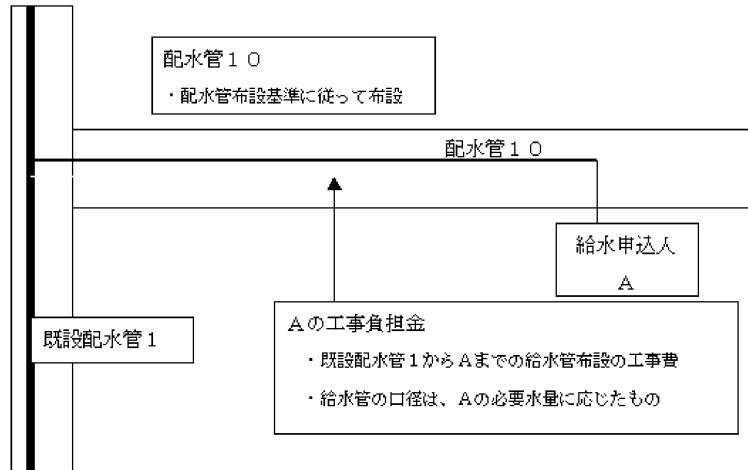 配水管１０
・配水管布設基準に従って布設
配水管１０
給水申込人
Ａ
Ａの工事負担金
・既設配水管１からＡまでの給水管布設の工事費
・給水管の口径は、Ａの必要水量に応じたもの
既設配水管１